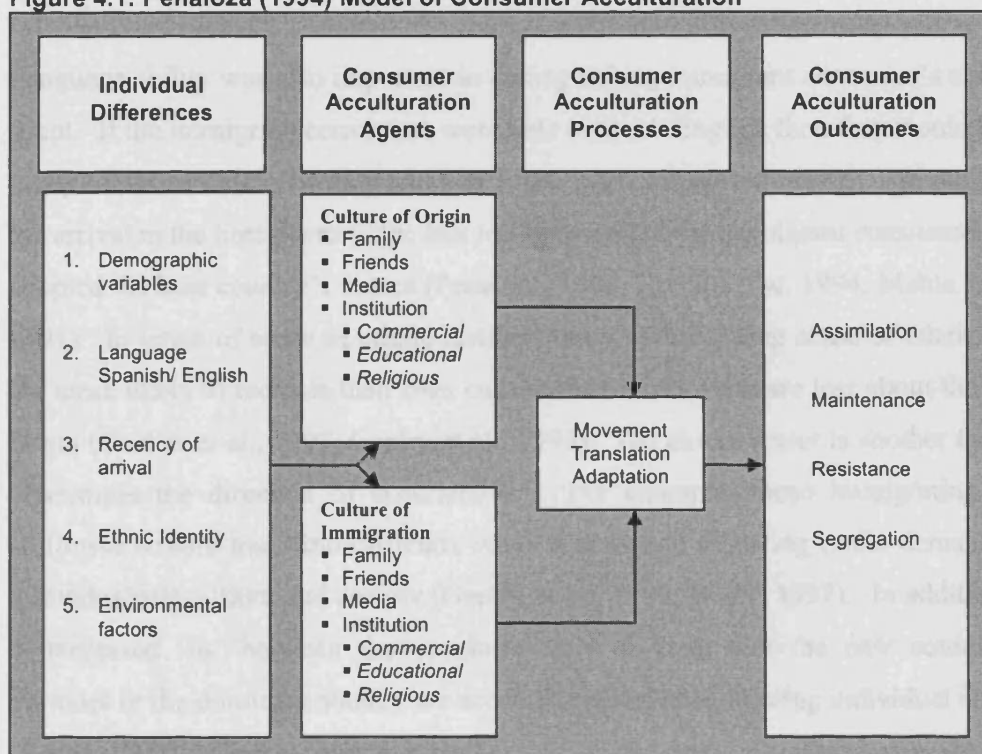 Figure 4.1: Peñaloza (1994) Model of Consumer Acculturation
Individual
Differences
Consumer
Acculturation
Agents
Consumer
Acculturation
Processes
Consumer
Acculturation
Outcomes
1. Demographic
variables
2. Language
Spanish/ English
3. Recency of
arrival
4. Ethnic Identity
5. Environmental
factors
Culture of Origin
▪ Family
▪ Friends
▪ Media
▪ Institution
▪ Commercial
▪ Educational
▪ Religious
Culture of
Immigration
▪ Family
▪ Friends
▪ Media
▪ Institution
▪ Commercial
▪ Educational
▪ Religious
Movement
Translation
Adaptation
Assimilation
Maintenance
Resistance
Segregation